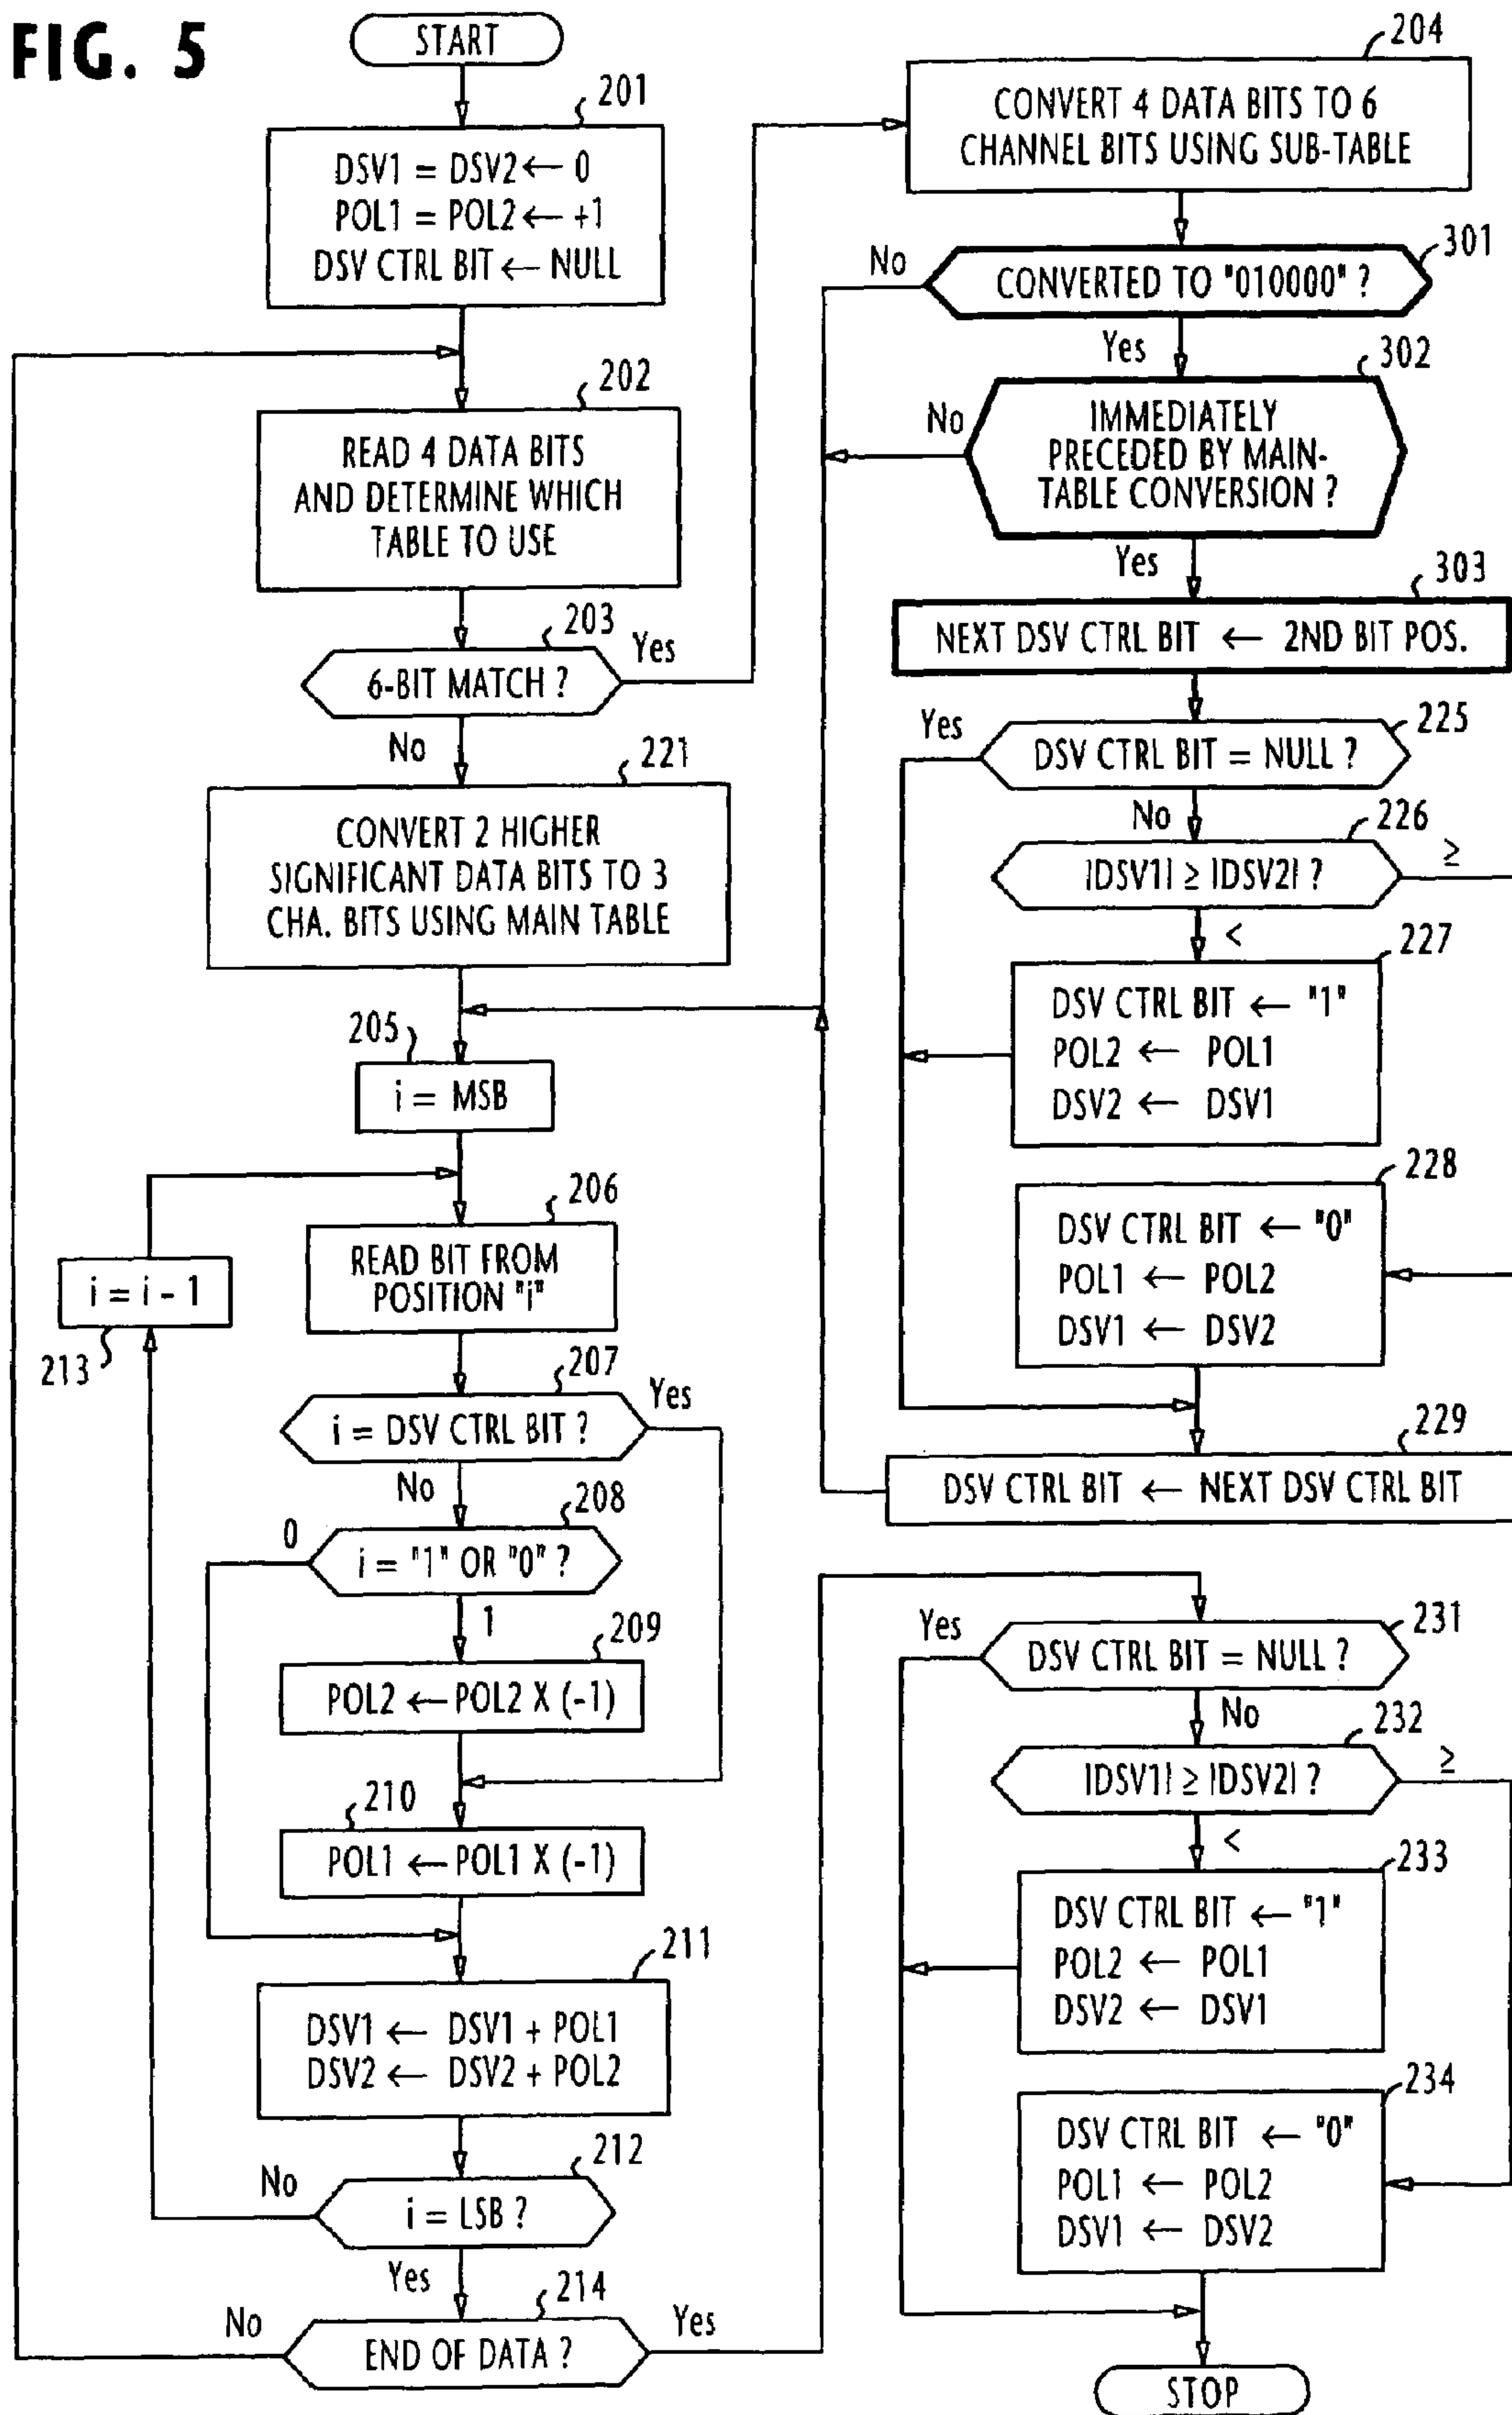 FIG. 5
START
201
DSV1 = DSV2 ← 0
POL1 = POL2 ← +1
DSV CTRL BIT ← NULL
202
READ 4 DATA BITS
AND DETERMINE WHICH
TABLE TO USE
203
6-BIT MATCH ?
Yes
No
221
CONVERT 2 HIGHER
SIGNIFICANT DATA BITS TO 3
CHA. BITS USING MAIN TABLE
205
i = MSB
206
READ BIT FROM
POSITION "i"
i = i - 1
213
207
i = DSV CTRL BIT ?
Yes
No
208
0
i = "1" OR "0" ?
1
209
POL2 ← POL2 X (-1)
210
POL1 ← POL1 X (-1)
211
DSV1 ← DSV1 + POL1
DSV2 ← DSV2 + POL2
212
No
i = LSB ?
Yes
214
No
END OF DATA ?
Yes
204
CONVERT 4 DATA BITS TO 6
CHANNEL BITS USING SUB-TABLE
301
No
CONVERTED TO "010000" ?
Yes
302
No
IMMEDIATELY
PRECEDED BY MAIN-
TABLE CONVERSION ?
Yes
303
NEXT DSV CTRL BIT ← 2ND BIT POS.
225
Yes
DSV CTRL BIT = NULL ?
No
226
|DSV1| ≥ |DSV2| ?
≥
<
227
DSV CTRL BIT ← "1"
POL2 ← POL1
DSV2 ← DSV1
228
DSV CTRL BIT ← "0"
POL1 ← POL2
DSV1 ← DSV2
229
DSV CTRL BIT ← NEXT DSV CTRL BIT
231
Yes
DSV CTRL BIT = NULL ?
No
232
|DSV1| ≥ |DSV2| ?
≥
<
233
DSV CTRL BIT ← "1"
POL2 ← POL1
DSV2 ← DSV1
234
DSV CTRL BIT ← "0"
POL1 ← POL2
DSV1 ← DSV2
STOP